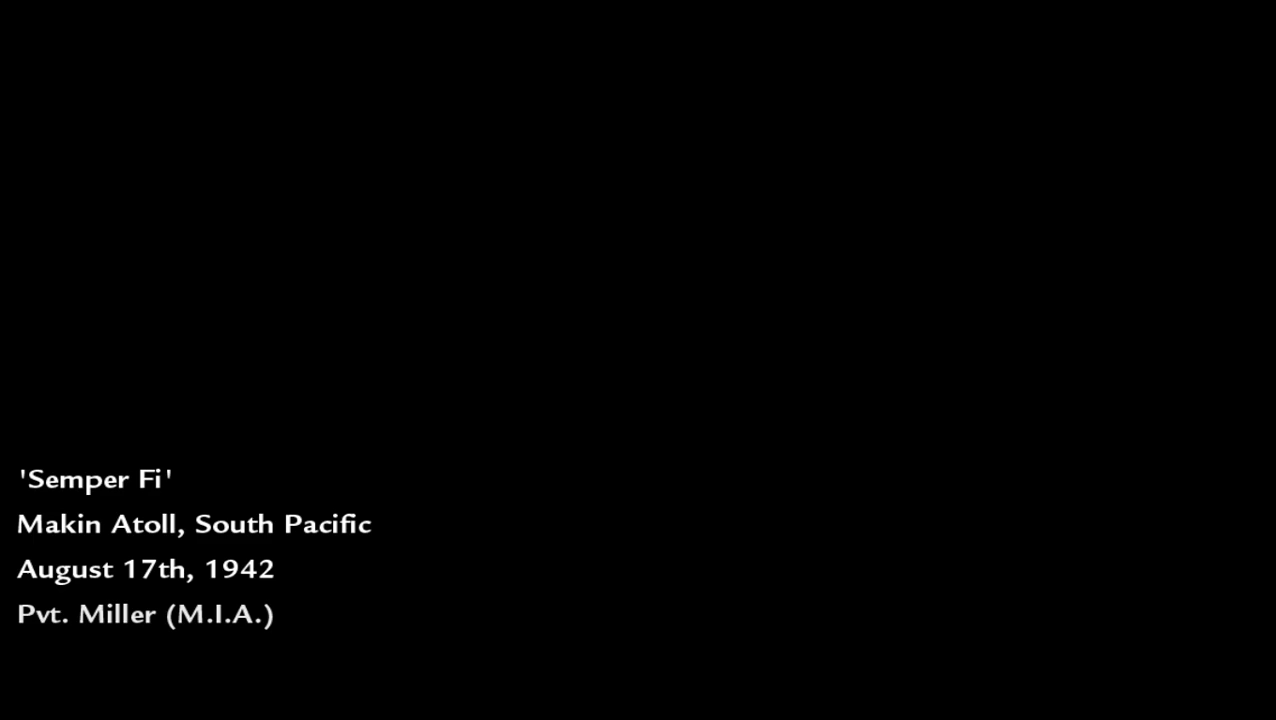 'Semper Fi'
Makin Atoll, South Pacific
August 17th, 1942
Pvt. Miller (M.I.A.)